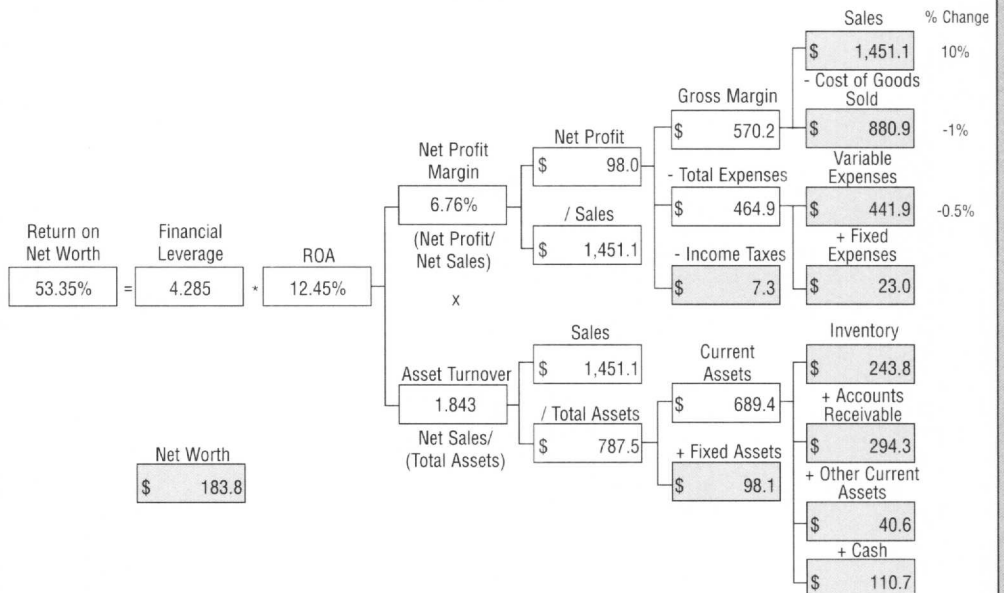 Sales
% Change
$ 1,451.1
10%
- Cost of Goods
Sold
$ 880.9
-1%
Gross Margin
$ 570.2
Variable
Expenses
$ 441.9
-0.5%
+ Fixed
Expenses
$ 23.0
- Total Expenses
$ 464.9
- Income Taxes
$ 7.3
Net Profit
$ 98.0
/ Sales
$ 1,451.1
Net Profit
Margin
6.76%
(Net Profit/
Net Sales)
x
Return on
Net Worth
53.35%
=
Financial
Leverage
4.285
*
ROA
12.45%
Asset Turnover
1.843
Net Sales/
(Total Assets)
Sales
$ 1,451.1
/ Total Assets
$ 787.5
Current
Assets
$ 689.4
+ Fixed Assets
$ 98.1
Inventory
$ 243.8
+ Accounts
Receivable
$ 294.3
+ Other Current
Assets
$ 40.6
+ Cash
$ 110.7
Net Worth
$ 183.8